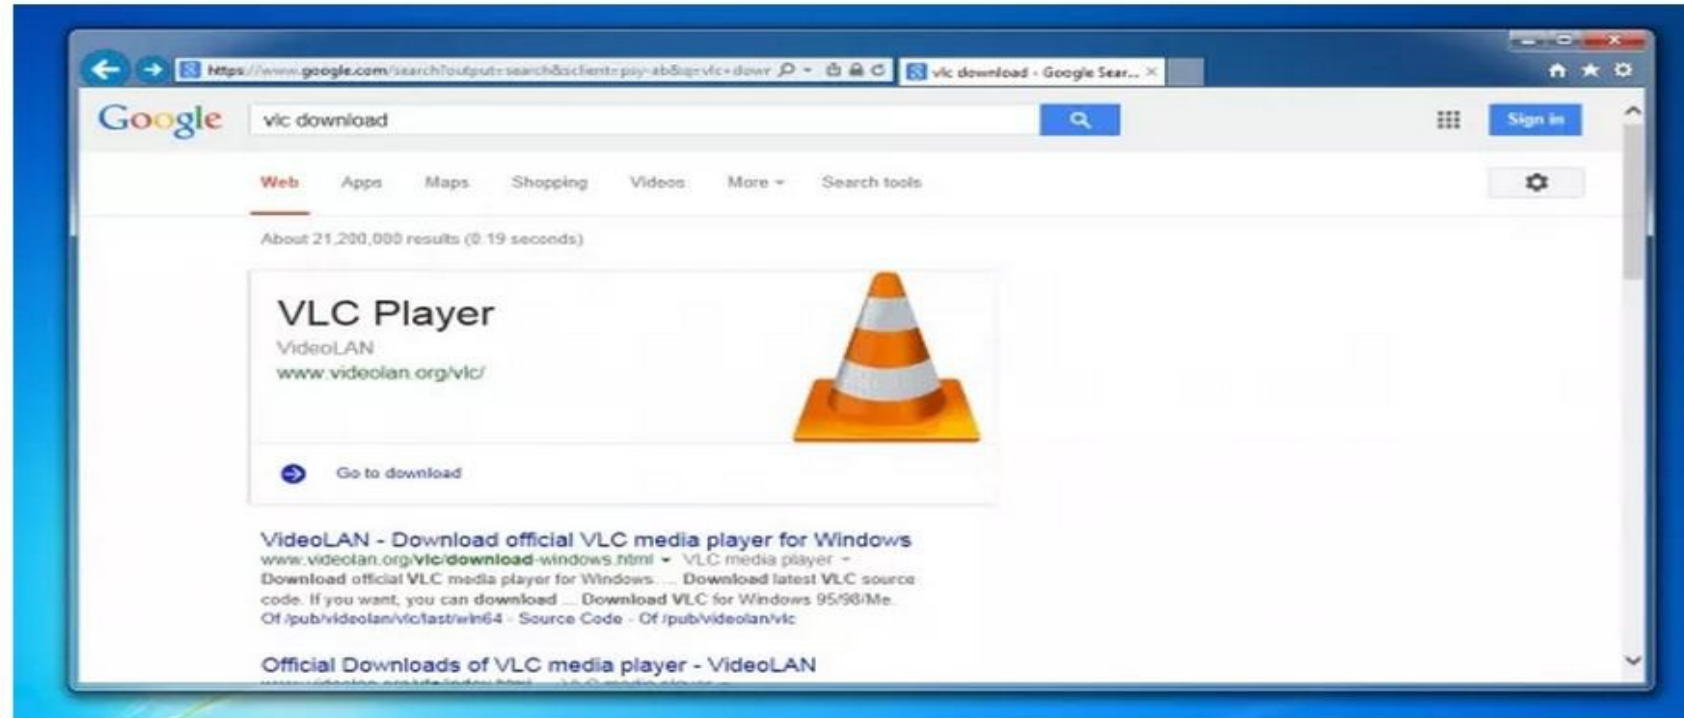 https://www.google.com/search?output=search&sclient=psy-ab&q=vlc+dowr
vlc download - Google Sear...
Google
vlc download
Sign in
Web Apps Maps Shopping Videos More Search tools
About 21,200,000 results (0.19 seconds)
VLC Player
VideoLAN
www.videolan.org/vlc/
Go to download
VideoLAN - Download official VLC media player for Windows
www.videolan.org/vlc/download-windows.html VLC media player
Download official VLC media player for Windows. ... Download latest VLC source
code. If you want, you can download ... Download VLC for Windows 95/98/Me.
Of /pub/videolan/vlc/last/win64 - Source Code - Of /pub/videolan/vlc
Official Downloads of VLC media player - VideoLAN